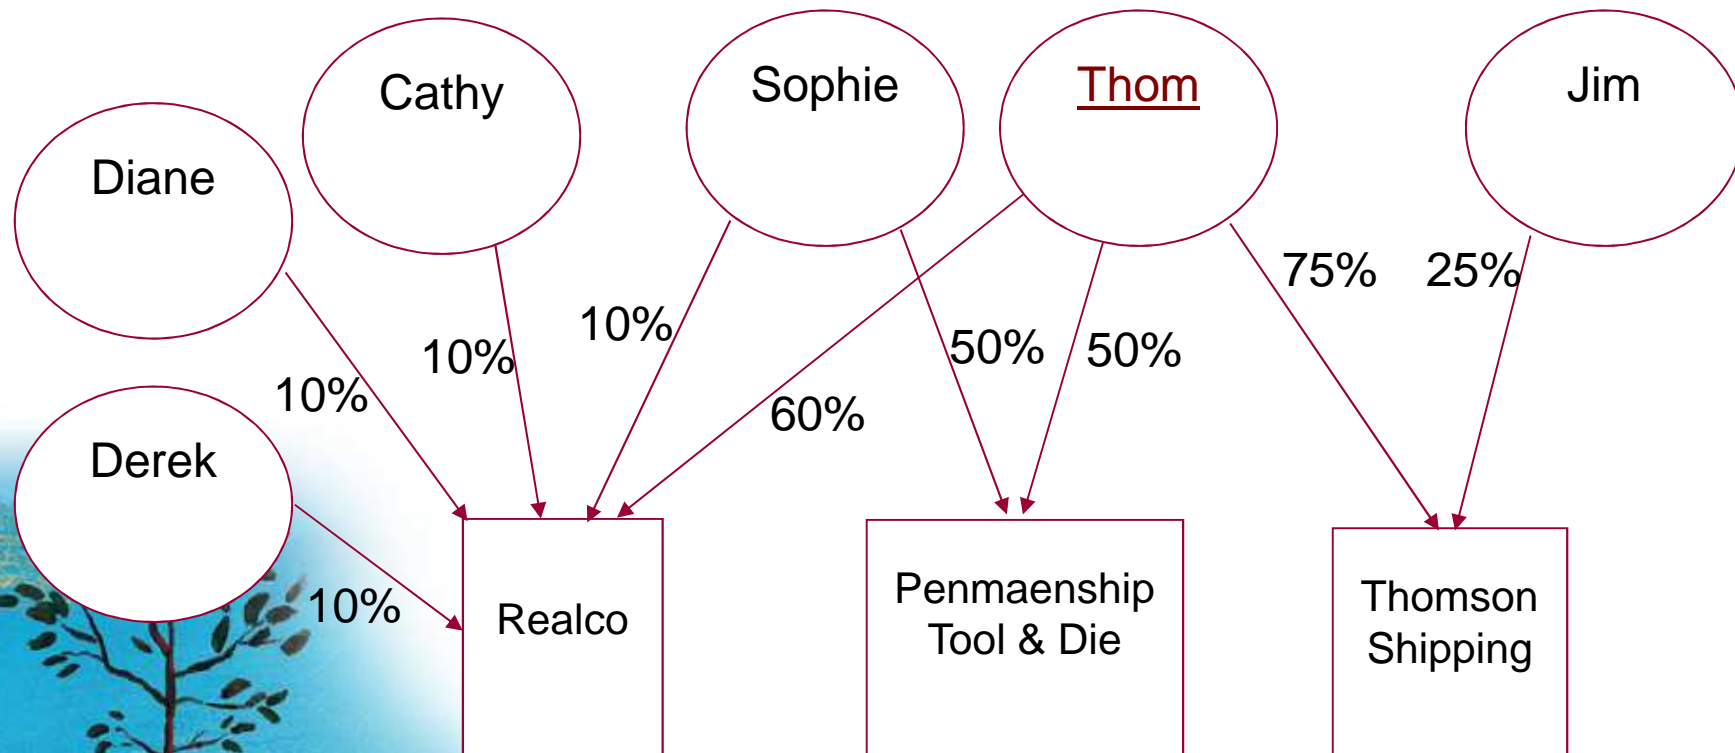 Cathy
Sophie
Thom
Jim
Diane
75%
25%
10%
10%
50%
50%
10%
60%
Derek
10%
Realco
Penmaenship
Tool & Die
Thomson
Shipping